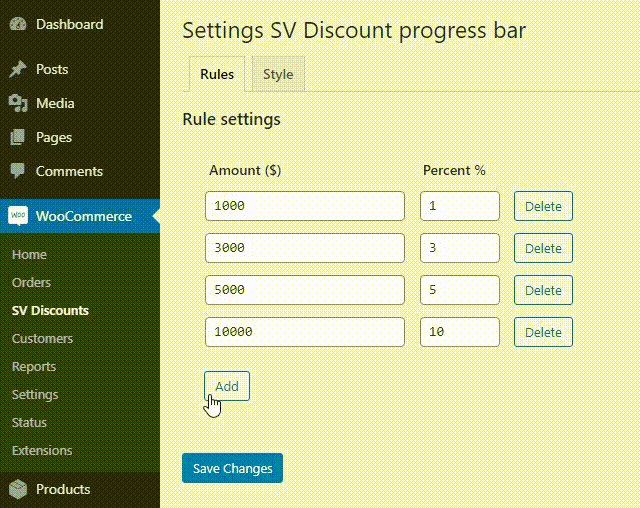 Dashboard
Posts
Media
Pages
Comments
Woo WooCommerce
Home
Orders
SV Discounts
Customers
Reports
Settings
Status
Extensions
Products
Settings SV Discount progress bar
Rules Style
Rule settings
Amount ($) Percent %
1000 1 Delete
3000 3 Delete
5000 5 Delete
10000 10 Delete
Add
Save Changes